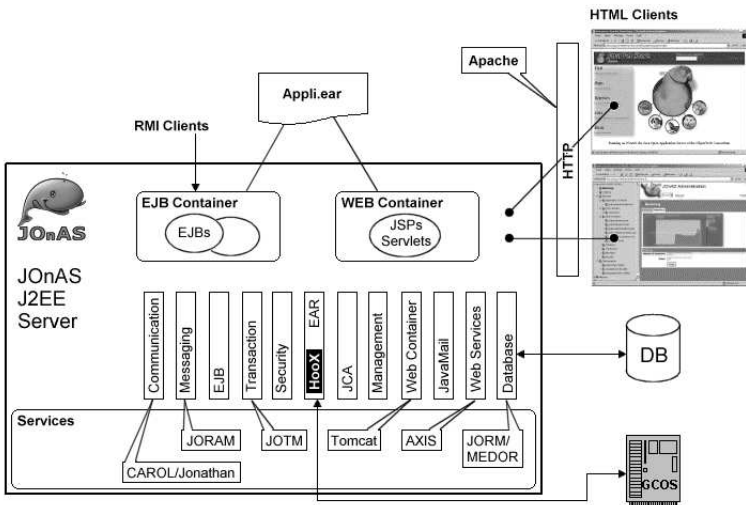 HTML Clients
Apache
Appli.ear
RMI Clients
HTTP
JOnAS
EJB Container
EJBs
WEB Container
JSPs
Servlets
JOnAS
J2EE
Server
Communication
Messaging
EJB
Transaction
Security
HooX EAR
JCA
Management
Web Container
JavaMail
Web Services
Database
DB
Services
JORAM
JOTM
Tomcat
AXIS
JORM/
MEDOR
CAROL/Jonathan
GCOS